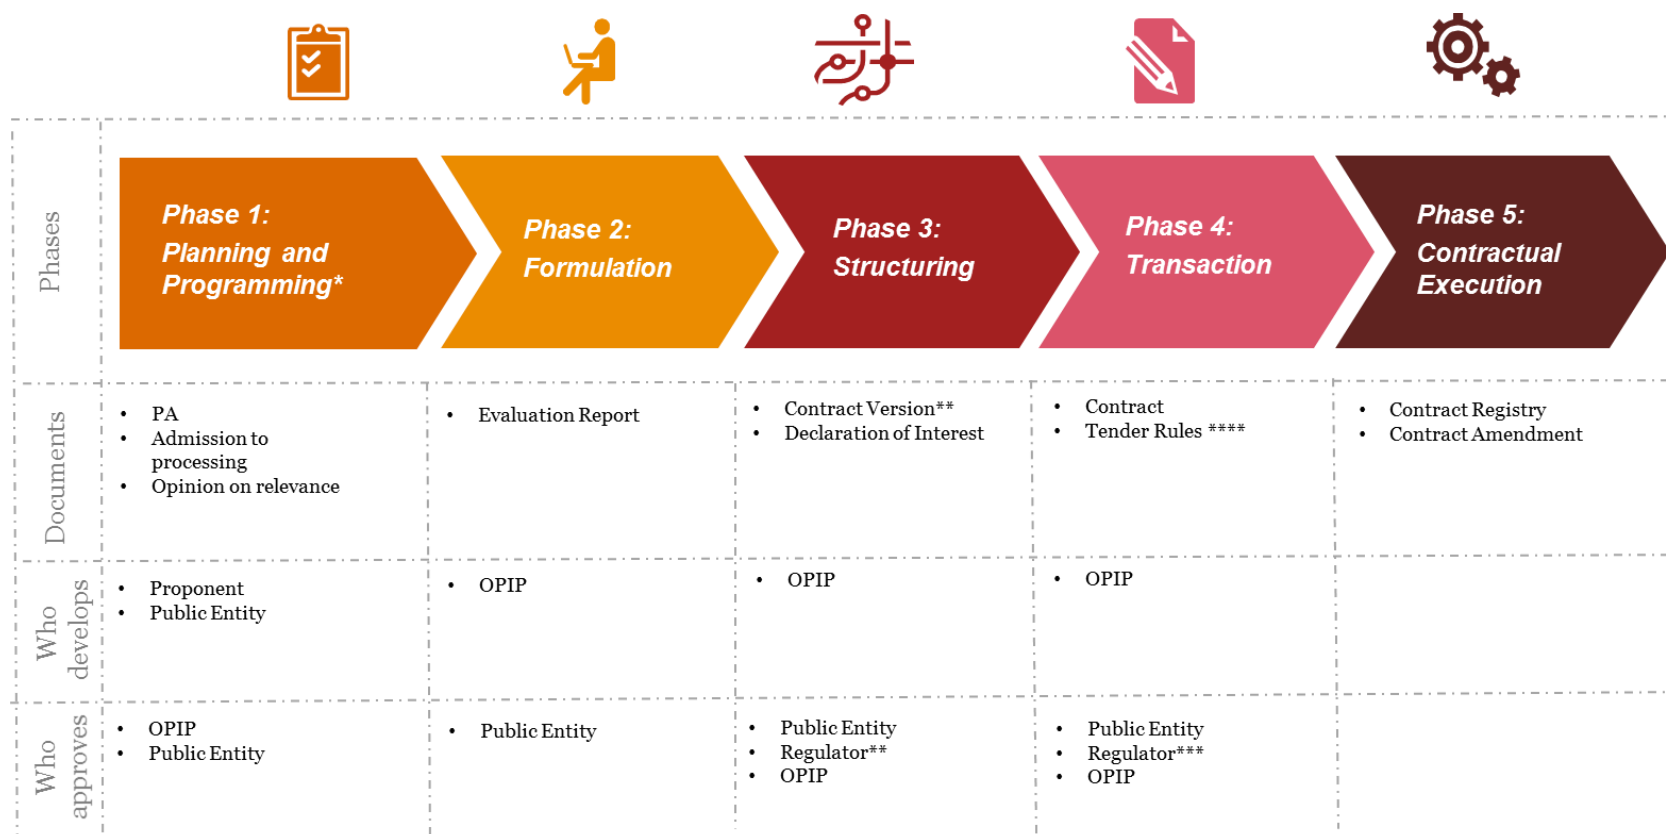 Phases
Phase 1:
Planning and
Programming*
Phase 2:
Formulation
Phase 3:
Structuring
Phase 4:
Transaction
Phase 5:
Contractual
Execution
Documents
• PA
• Admission to
processing
• Opinion on relevance
• Evaluation Report
• Contract Version**
• Declaration of Interest
• Contract
• Tender Rules ****
• Contract Registry
• Contract Amendment
Who
develops
• Proponent
• Public Entity
• OPIP
• OPIP
• OPIP
Who
approves
• OPIP
• Public Entity
• Public Entity
• Public Entity
• Regulator**
• OPIP
• Public Entity
• Regulator***
• OPIP